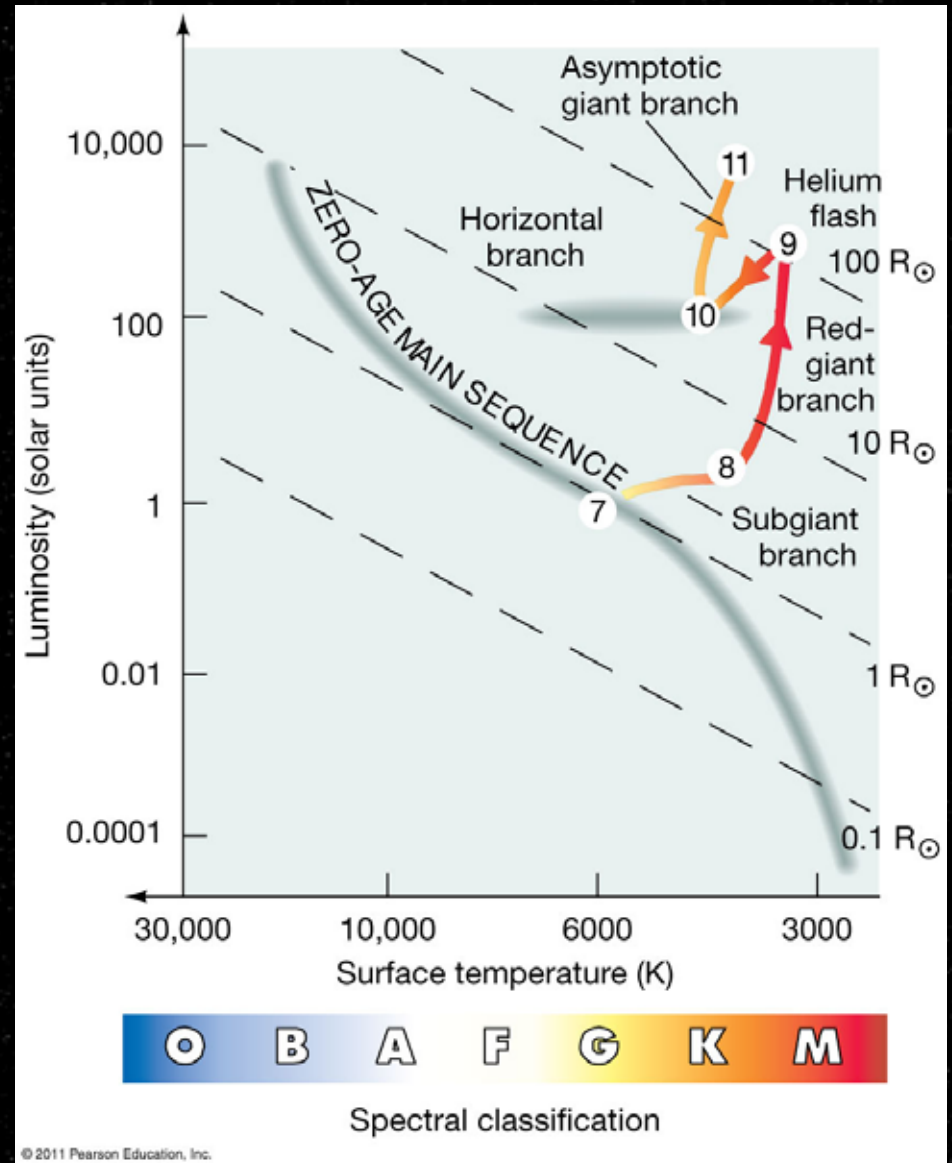 Asymptotic
giant branch
10,000
11
Helium
flash
ZERO-AGE MAIN SEQUENCE
Horizontal
branch
9
100 R☉
100
10
Red-
giant
branch
Luminosity (solar units)
10 R☉
8
1
7
Subgiant
branch
0.01
1 R☉
0.0001
0.1 R☉
30,000
10,000
6000
3000
Surface temperature (K)
O B A F G K M
Spectral classification
© 2011 Pearson Education, Inc.